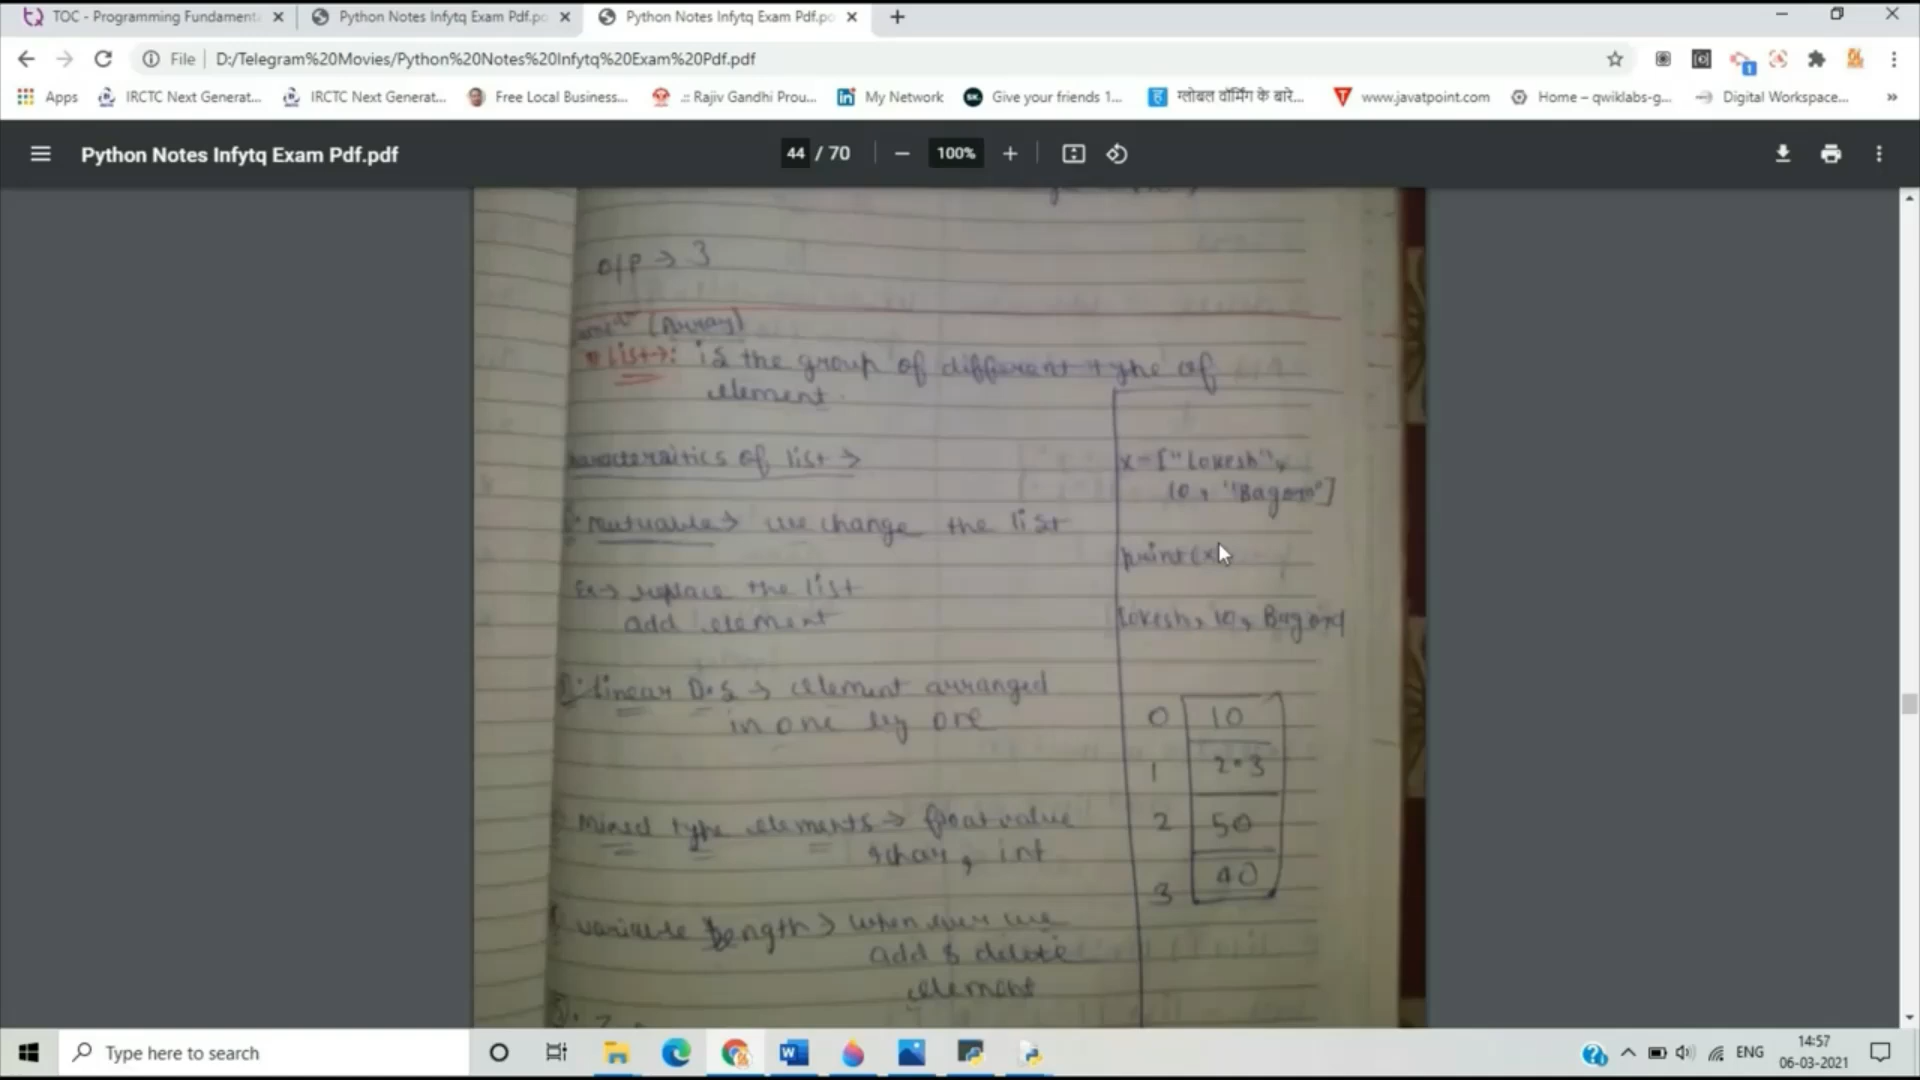 TOC - Programming Fundament
Python Notes Infytq Exam Pdf.po
Python Notes Infytq Exam Pdf.po
File | D:/Telegram%20Movies/Python%20Notes%20Infytq%20Exam%20Pdf.pdf
Apps
IRCTC Next Generat...
IRCTC Next Generat...
Free Local Business...
.:: Rajiv Gandhi Prou...
My Network
Give your friends 1...
ग्लोबल वॉर्मिंग के बारे...
www.javatpoint.com
Home – qwiklabs-g...
Digital Workspace...
»
Python Notes Infytq Exam Pdf.pdf
44 / 70
100%
O/P → 3
(Array)
List →: is the group of different type of
element
characteristics of list →
mutuable → we change the list
Ex → replace the list
add element
Linear D.S → element arranged
in one by one
Mixed type elements → float value
char, int
variable length → when ever we
add & delete
element
x = ["Lokesh",
10, "Bagora"]
print(x)
0 10
1 2.3
2 50
3 40
Type here to search
ENG
14:57
06-03-2021